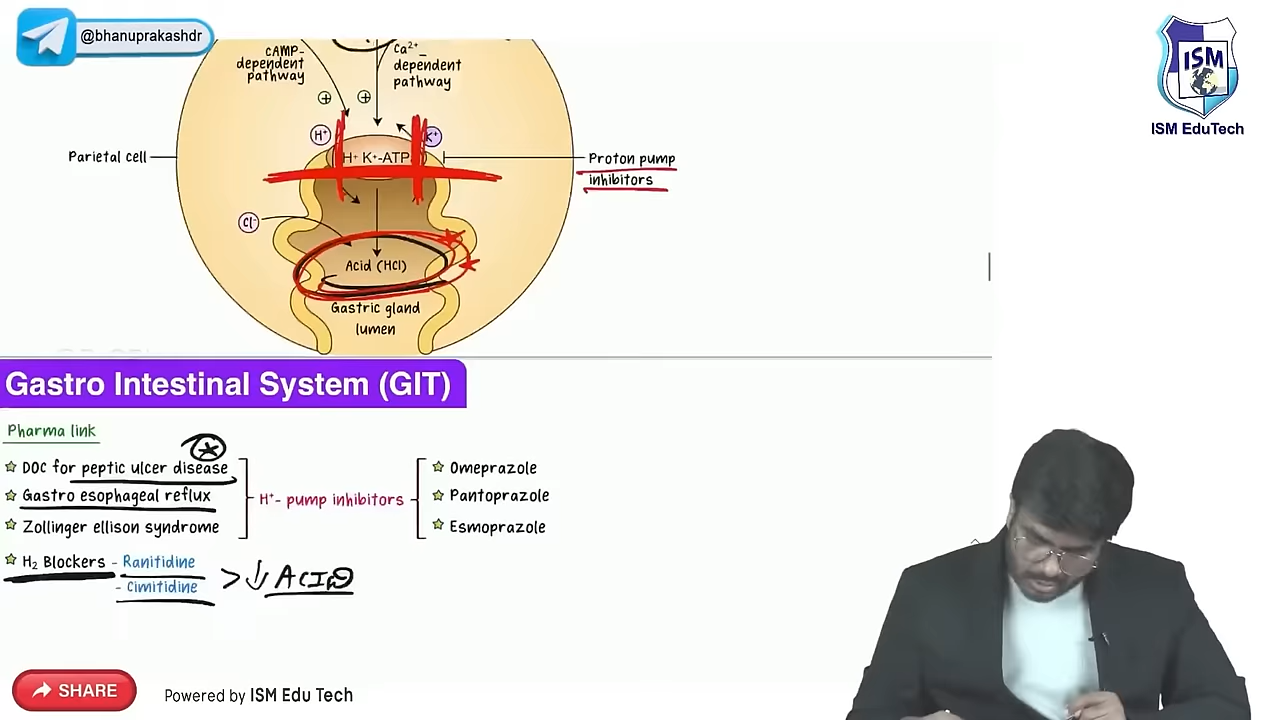 @bhanuprakashdr
ISM
ISM EduTech
cAMP-
dependent
pathway
Ca²⁺
dependent
pathway
H⁺
K⁺
Parietal cell
H⁺ K⁺-ATP
Proton pump
inhibitors
Cl⁻
Acid (HCl)
Gastric gland
lumen
Gastro Intestinal System (GIT)
Pharma link
DOC for peptic ulcer disease
Gastro esophageal reflux
Zollinger ellison syndrome
H⁺- pump inhibitors
Omeprazole
Pantoprazole
Esmoprazole
H₂ Blockers - Ranitidine
- Cimitidine > ↓ ACID
SHARE
Powered by ISM Edu Tech